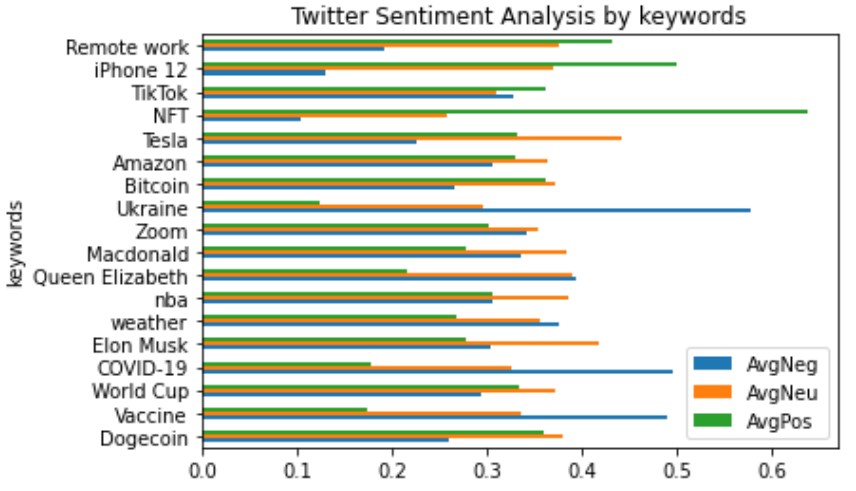 Twitter Sentiment Analysis by keywords
Remote work
iPhone 12
TikTok
NFT
Tesla
Amazon
Bitcoin
Ukraine
Zoom
Macdonald
Queen Elizabeth
nba
weather
Elon Musk
COVID-19
World Cup
Vaccine
Dogecoin
keywords
AvgNeg
AvgNeu
AvgPos
0.0 0.1 0.2 0.3 0.4 0.5 0.6